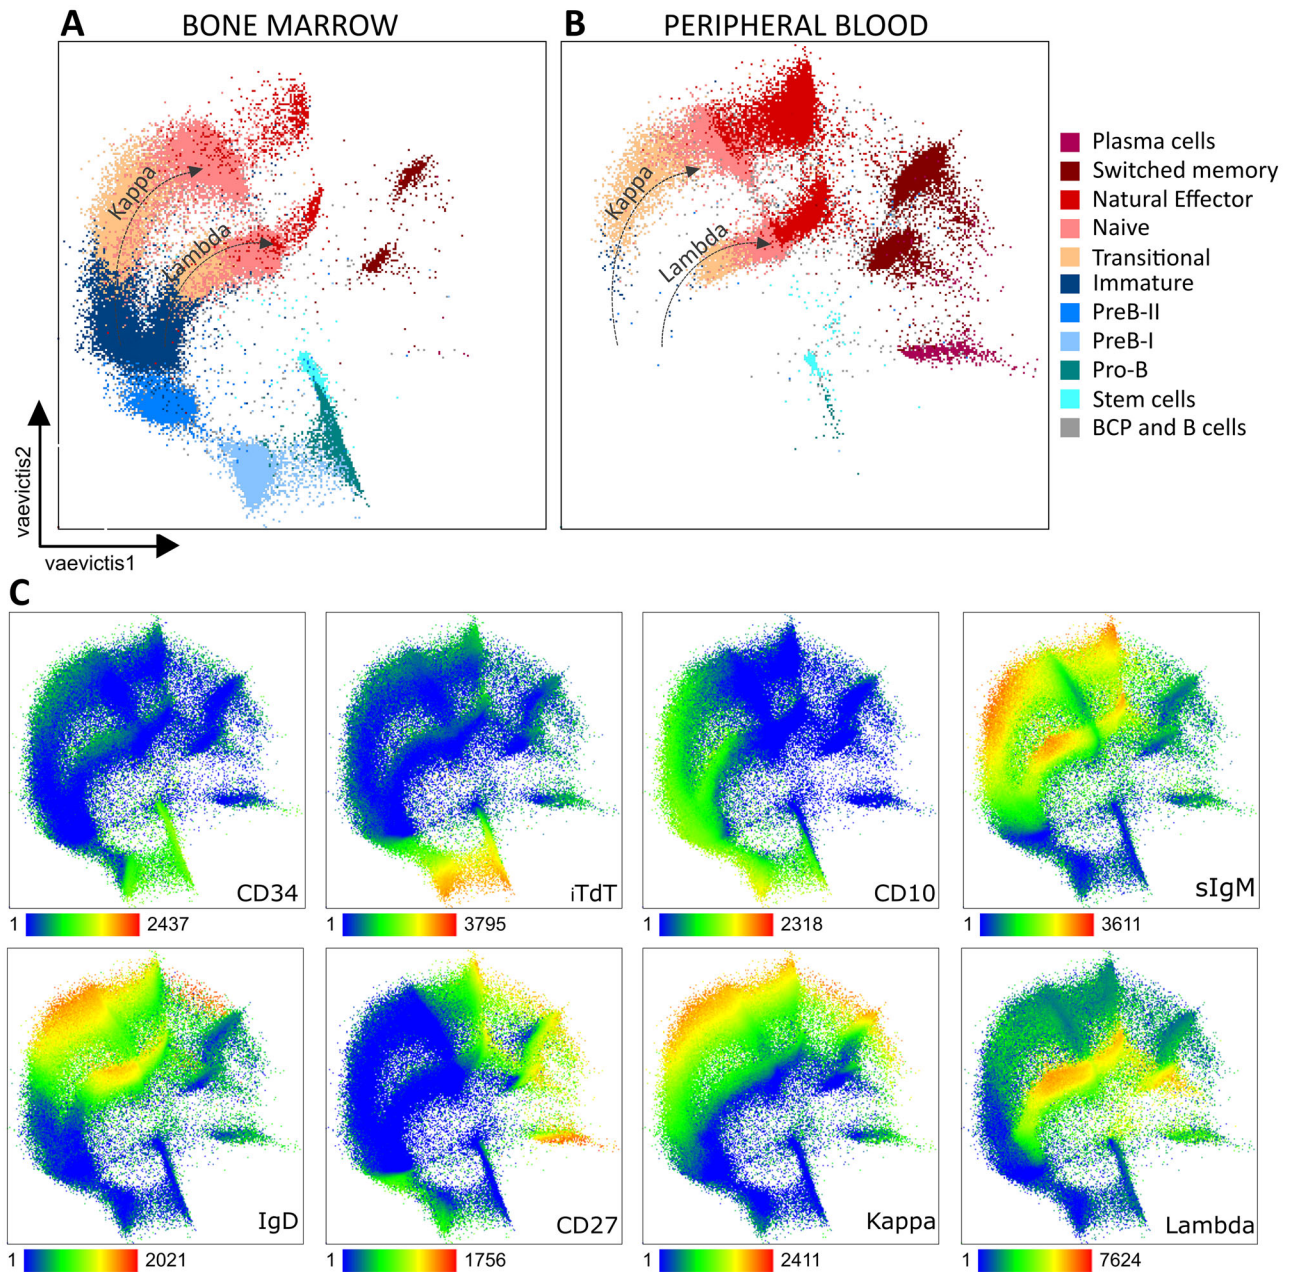 A BONE MARROW
B PERIPHERAL BLOOD
Kappa
Lambda
Kappa
Lambda
Plasma cells
Switched memory
Natural Effector
Naive
Transitional
Immature
PreB-II
PreB-I
Pro-B
Stem cells
BCP and B cells
vaevictis2
vaevictis1
C
CD34
iTdT
CD10
sIgM
1 2437
1 3795
1 2318
1 3611
IgD
CD27
Kappa
Lambda
1 2021
1 1756
1 2411
1 7624